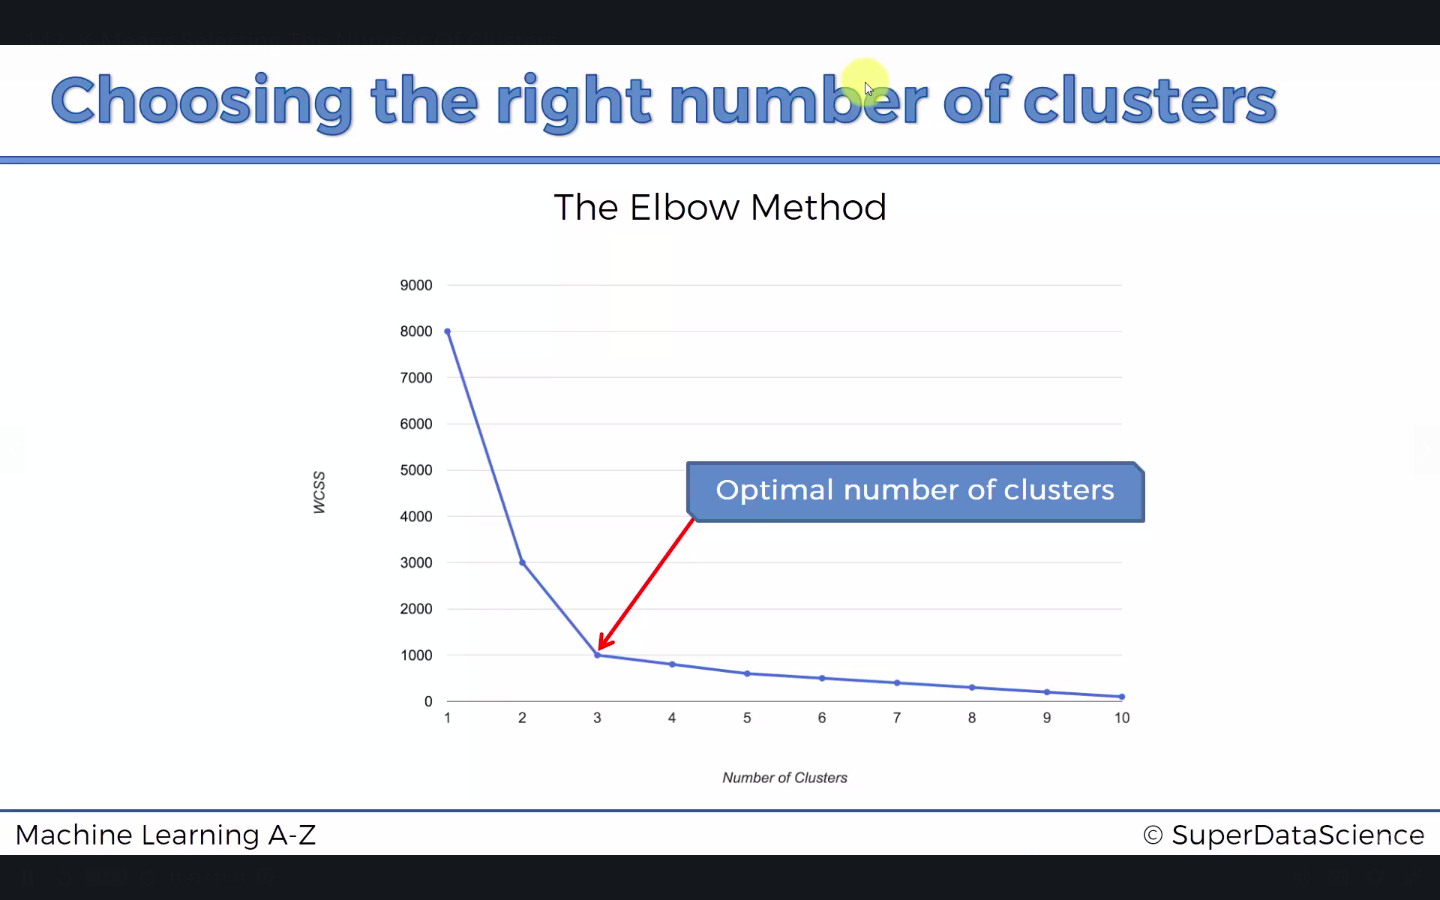 Choosing the right number of clusters
The Elbow Method
9000
8000
7000
6000
5000
4000
3000
2000
1000
0
WCSS
Optimal number of clusters
1 2 3 4 5 6 7 8 9 10
Number of Clusters
Machine Learning A-Z
© SuperDataScience